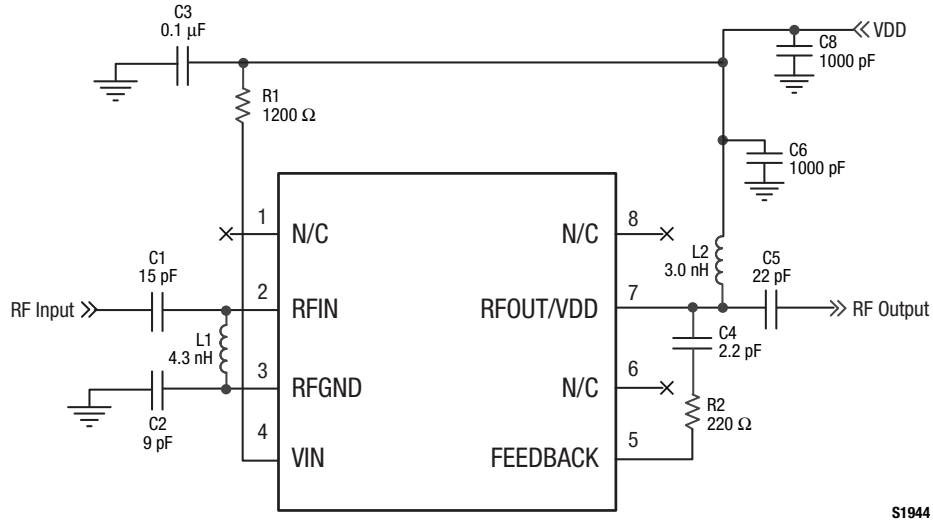 C3
0.1 µF
VDD
C8
1000 pF
R1
1200 Ω
C6
1000 pF
1
N/C
N/C
8
L2
3.0 nH
C1
15 pF
C5
22 pF
RF Input
2
RFIN
RFOUT/VDD
7
RF Output
L1
4.3 nH
C4
2.2 pF
3
RFGND
N/C
6
C2
9 pF
R2
220 Ω
4
VIN
FEEDBACK
5
S1944